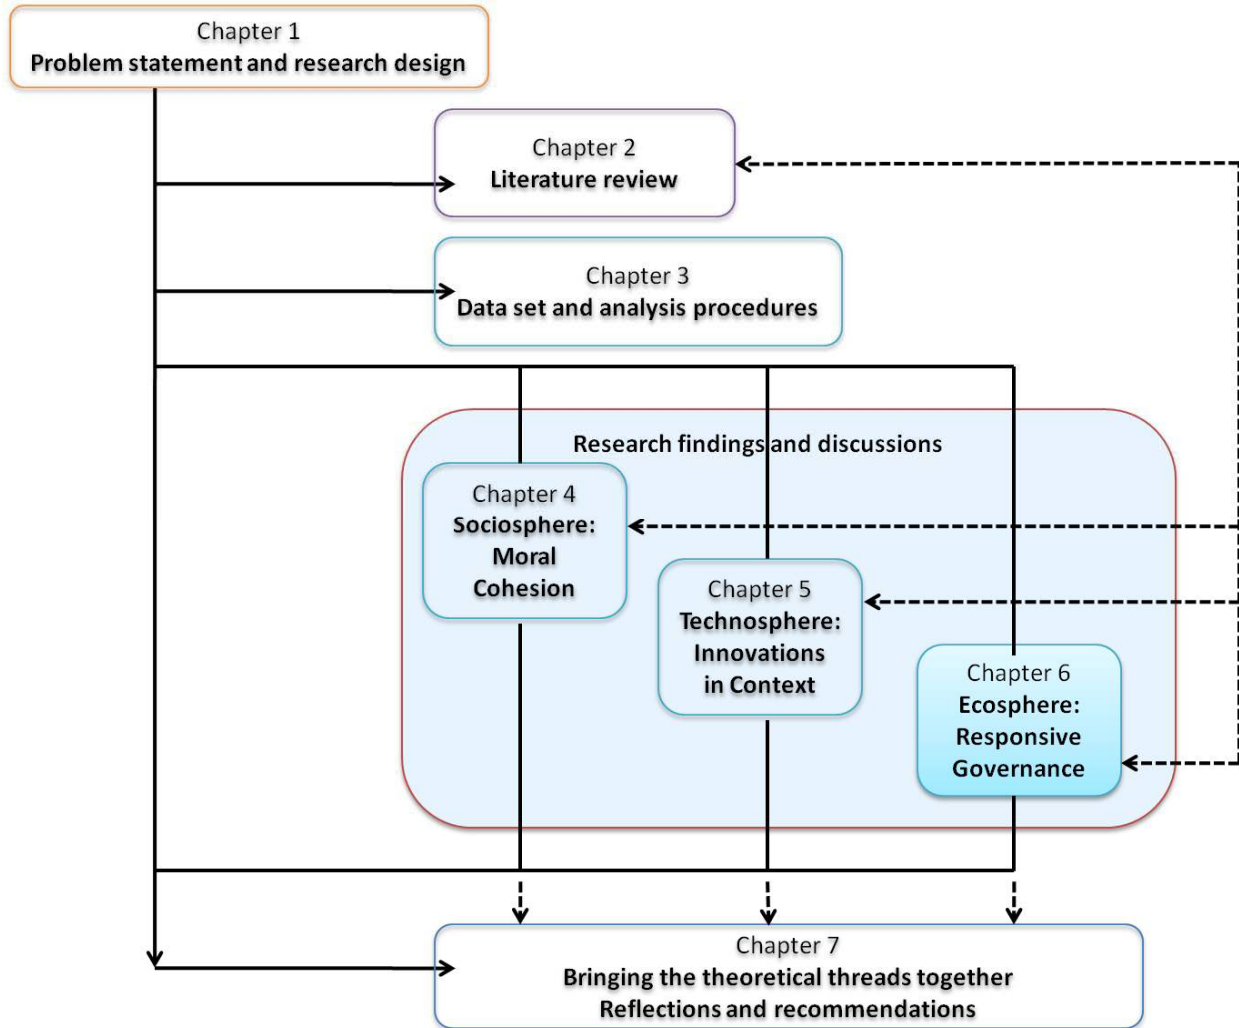 Chapter 1
Problem statement and research design
Chapter 2
Literature review
Chapter 3
Data set and analysis procedures
Research findings and discussions
Chapter 4
Sociosphere:
Moral
Cohesion
Chapter 5
Technosphere:
Innovations
in Context
Chapter 6
Ecosphere:
Responsive
Governance
Chapter 7
Bringing the theoretical threads together
Reflections and recommendations